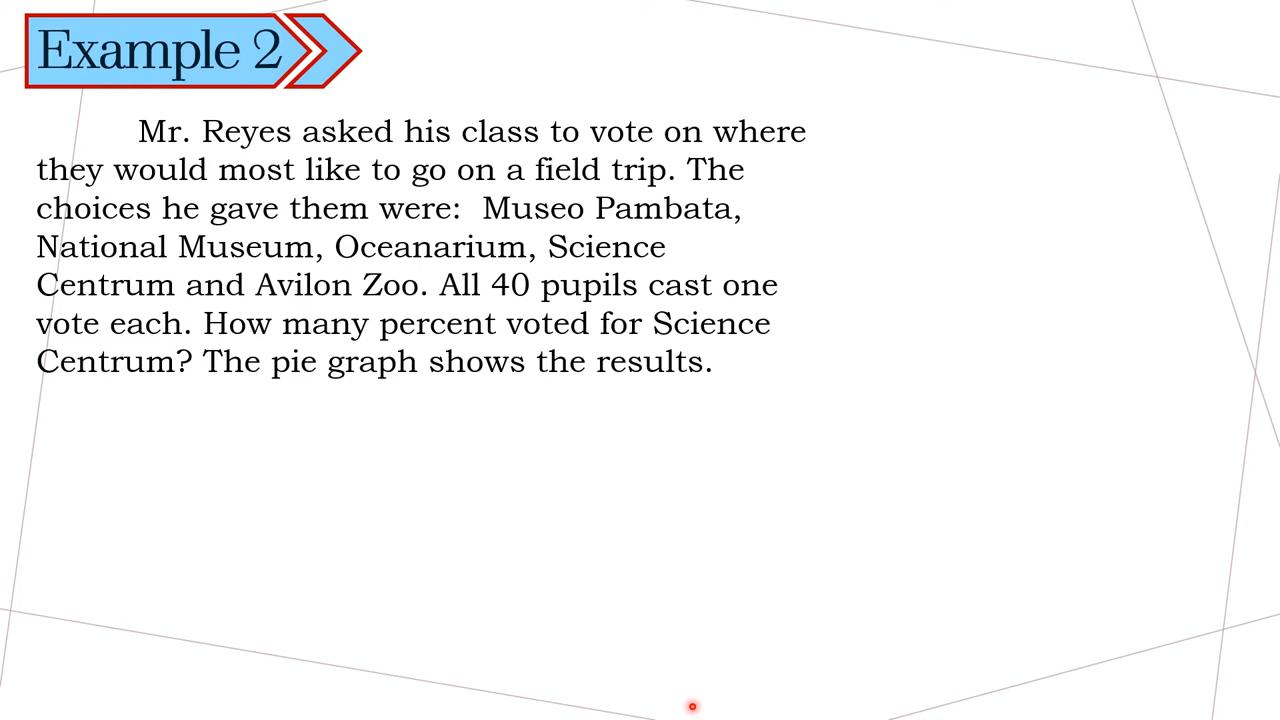 Example 2
Mr. Reyes asked his class to vote on where
they would most like to go on a field trip. The
choices he gave them were:  Museo Pambata,
National Museum, Oceanarium, Science
Centrum and Avilon Zoo. All 40 pupils cast one
vote each. How many percent voted for Science
Centrum? The pie graph shows the results.